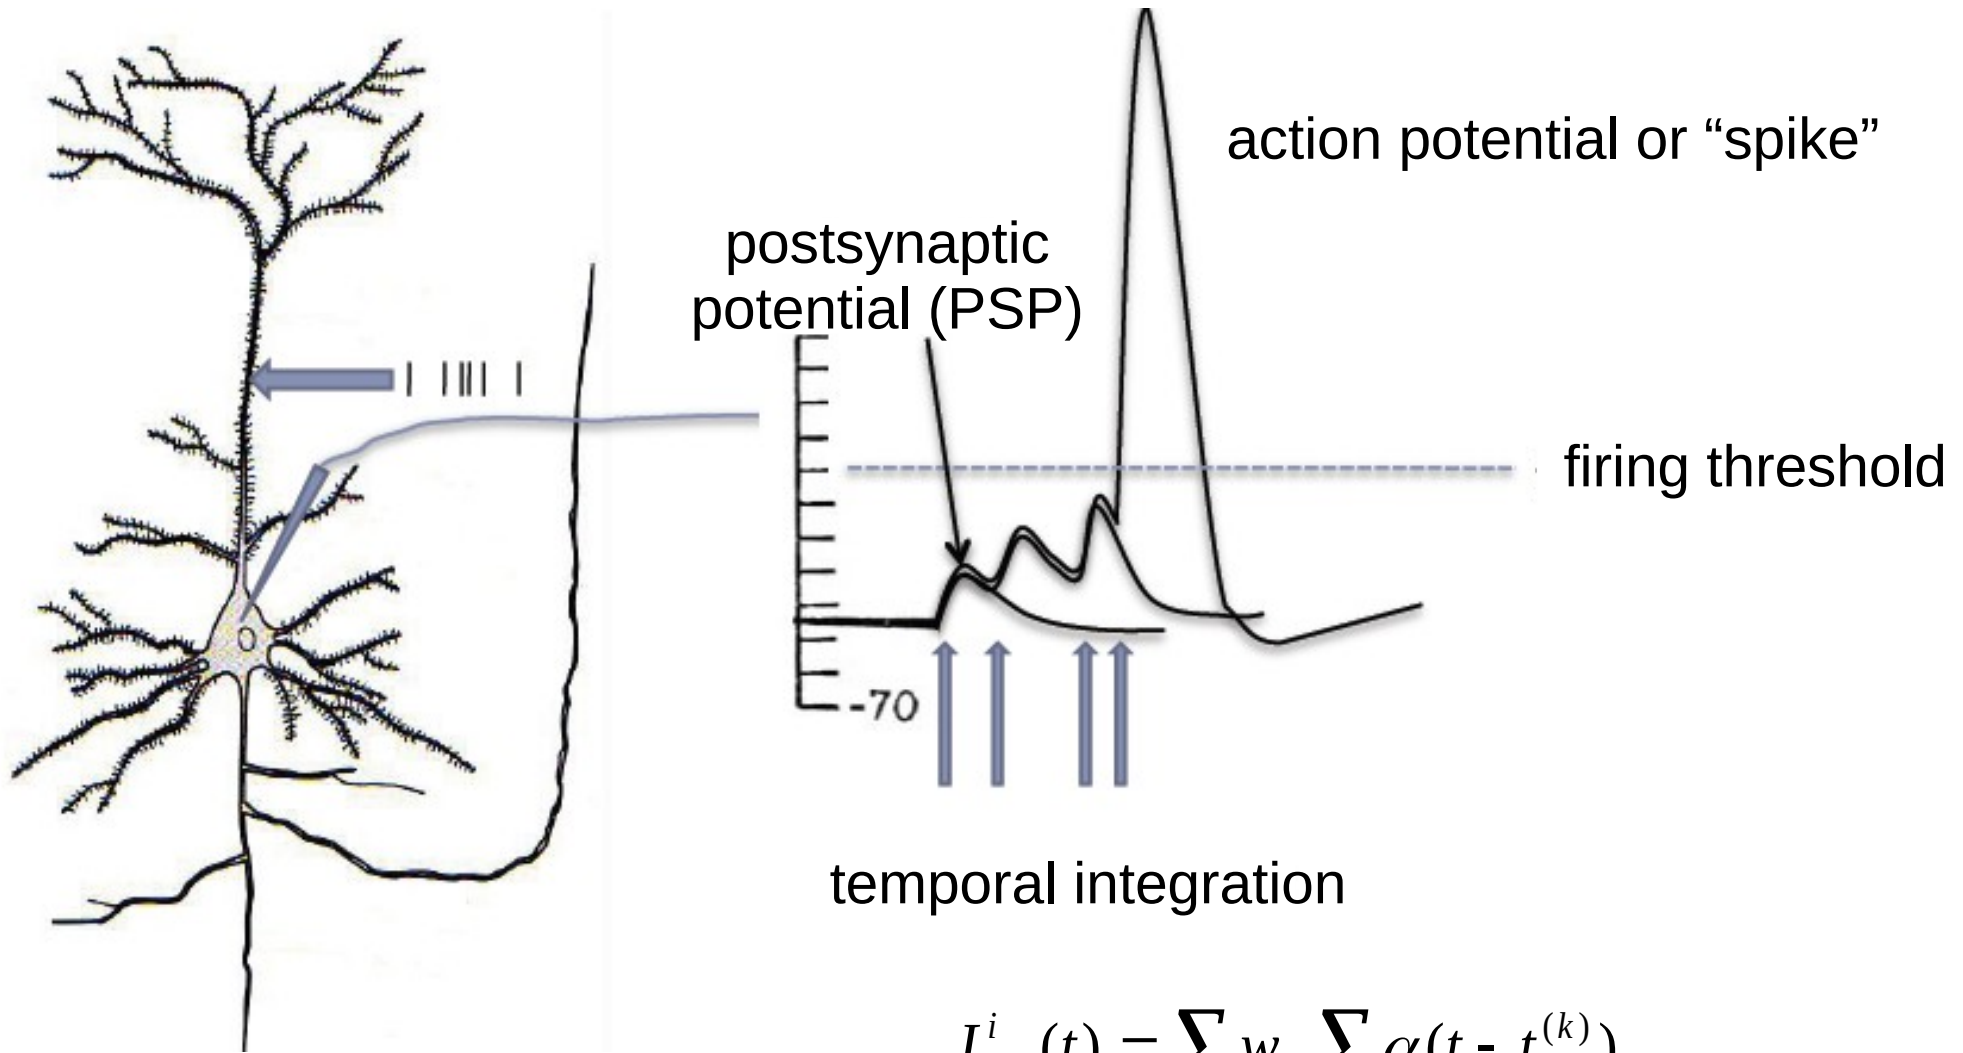 action potential or “spike”
postsynaptic
potential (PSP)
firing threshold
-70
temporal integration
I^i (t) = ∑ w ∑ α(t - t^(k))